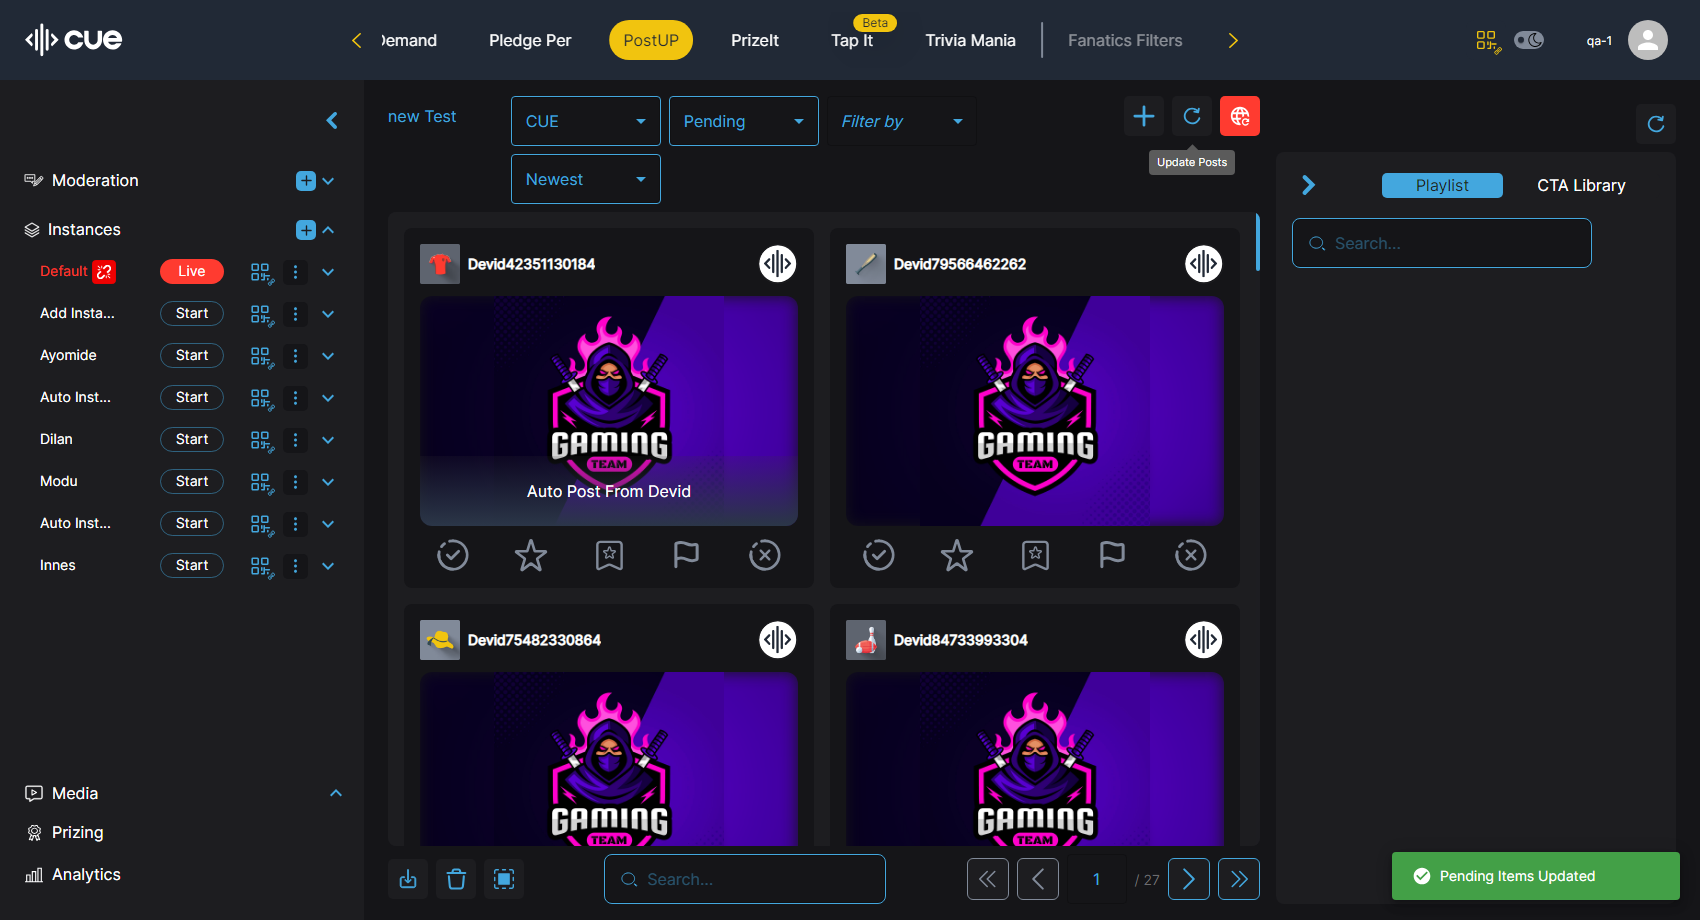 cue
Demand
Pledge Per
PostUP
PrizeIt
Beta
Tap It
Trivia Mania
Fanatics Filters
qa-1
Moderation
Instances
Default
Live
Add Insta...
Start
Ayomide
Start
Auto Inst...
Start
Dilan
Start
Modu
Start
Auto Inst...
Start
Innes
Start
Media
Prizing
Analytics
new Test
CUE
Pending
Filter by
Newest
Update Posts
Devid42351130184
GAMING
TEAM
Auto Post From Devid
Devid79566462262
GAMING
TEAM
Devid75482330864
GAMING
TEAM
Devid84733993304
GAMING
TEAM
Search...
1
/ 27
Playlist
CTA Library
Search...
Pending Items Updated